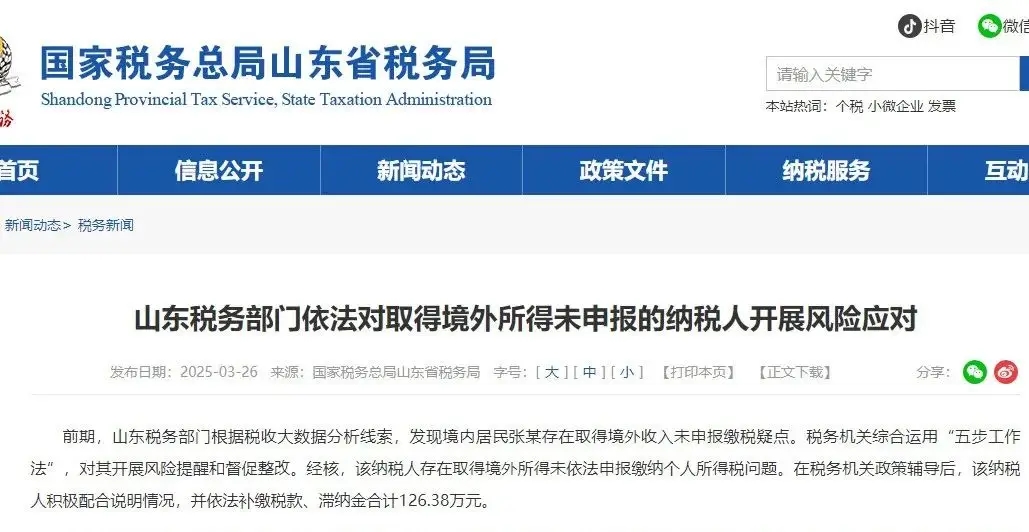 抖音 微信
国家税务总局山东省税务局
Shandong Provincial Tax Service, State Taxation Administration
请输入关键字
本站热词：个税 小微企业 发票
首页 信息公开 新闻动态 政策文件 纳税服务 互动
新闻动态> 税务新闻
山东税务部门依法对取得境外所得未申报的纳税人开展风险应对
发布日期：2025-03-26 来源：国家税务总局山东省税务局 字号：[ 大 ] [ 中 ] [ 小 ] 【打印本页】 【正文下载】 分享：
前期，山东税务部门根据税收大数据分析线索，发现境内居民张某存在取得境外收入未申报缴税疑点。税务机关综合运用“五步工作
法”，对其开展风险提醒和督促整改。经核，该纳税人存在取得境外所得未依法申报缴纳个人所得税问题。在税务机关政策辅导后，该纳税
人积极配合说明情况，并依法补缴税款、滞纳金合计126.38万元。